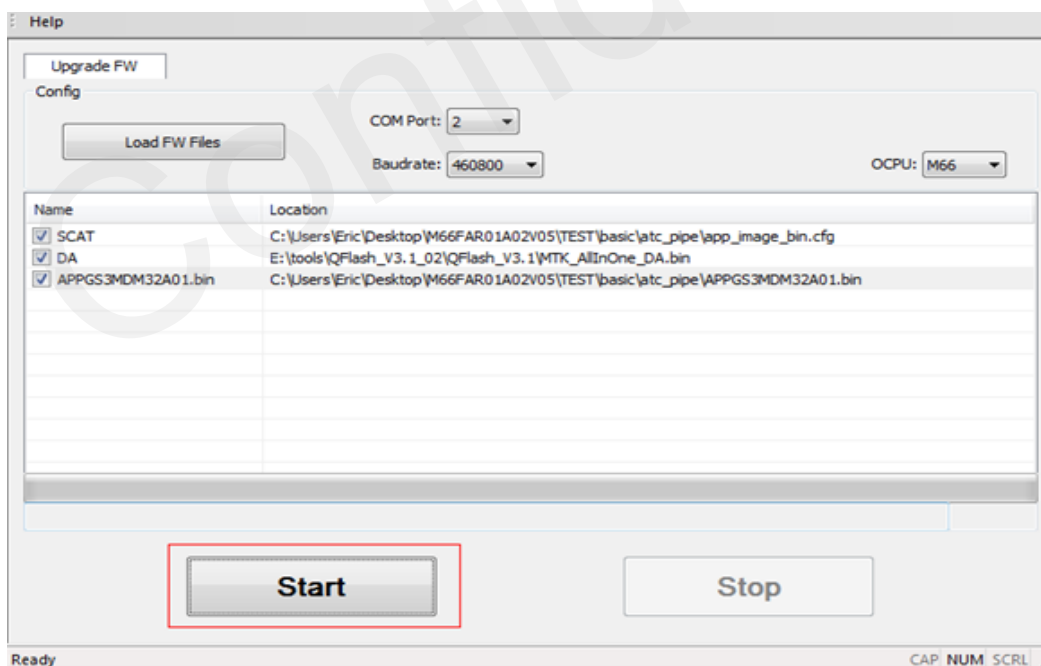 Help
Upgrade FW
Config
Load FW Files
COM Port: 2
Baudrate: 460800
OCPU: M66
Name Location
SCAT C:\Users\Eric\Desktop\M66FAR01A02V05\TEST\basic\atc_pipe\app_image_bin.cfg
DA E:\tools\QFlash_V3.1_02\QFlash_V3.1\MTK_AllInOne_DA.bin
APPGS3MDM32A01.bin C:\Users\Eric\Desktop\M66FAR01A02V05\TEST\basic\atc_pipe\APPGS3MDM32A01.bin
Start Stop
Ready CAP NUM SCRL